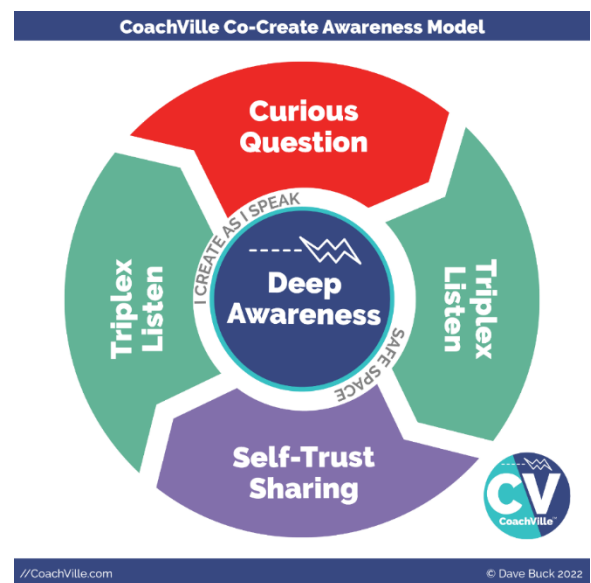 CoachVille Co-Create Awareness Model
Curious
Question
I CREATE AS I SPEAK
Triplex
Listen
Deep
Awareness
Triplex
Listen
SAFE SPACE
Self-Trust
Sharing
CV
CoachVille™
//CoachVille.com
© Dave Buck 2022